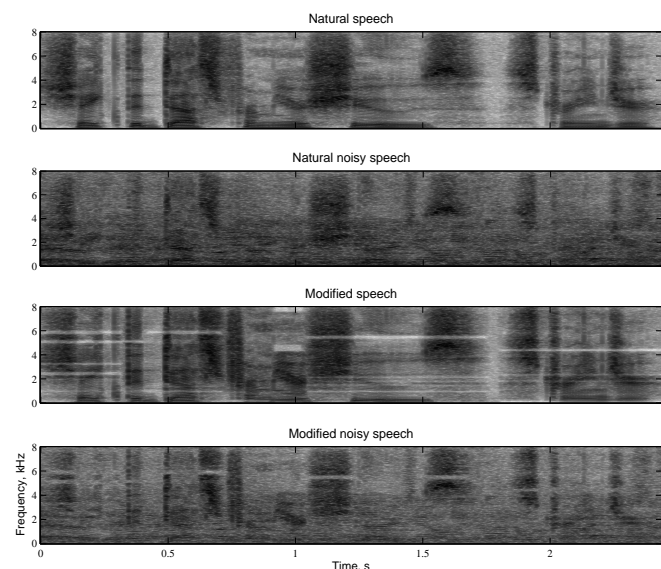 Natural speech
8
6
4
2
0
Natural noisy speech
8
6
4
2
0
Modified speech
8
6
4
2
0
Modified noisy speech
8
6
4
2
0
Frequency, kHz
0 0.5 1 1.5 2
Time, s